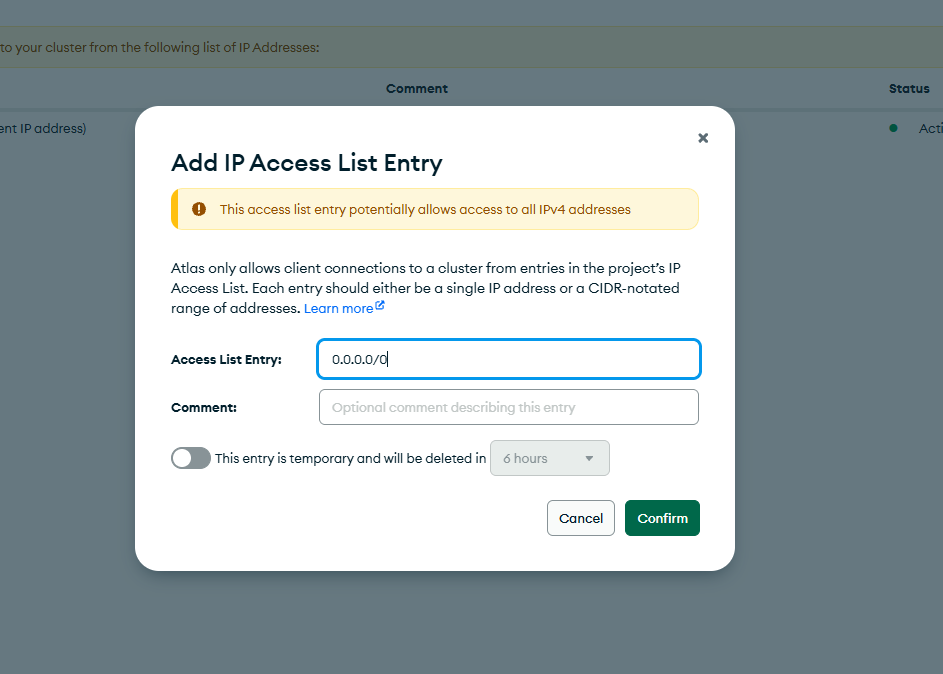 to your cluster from the following list of IP Addresses:
Comment Status
ent IP address)
Add IP Access List Entry
This access list entry potentially allows access to all IPv4 addresses
Atlas only allows client connections to a cluster from entries in the project's IP
Access List. Each entry should either be a single IP address or a CIDR-notated
range of addresses. Learn more
Access List Entry: 0.0.0.0/0
Comment: Optional comment describing this entry
This entry is temporary and will be deleted in 6 hours
Cancel Confirm